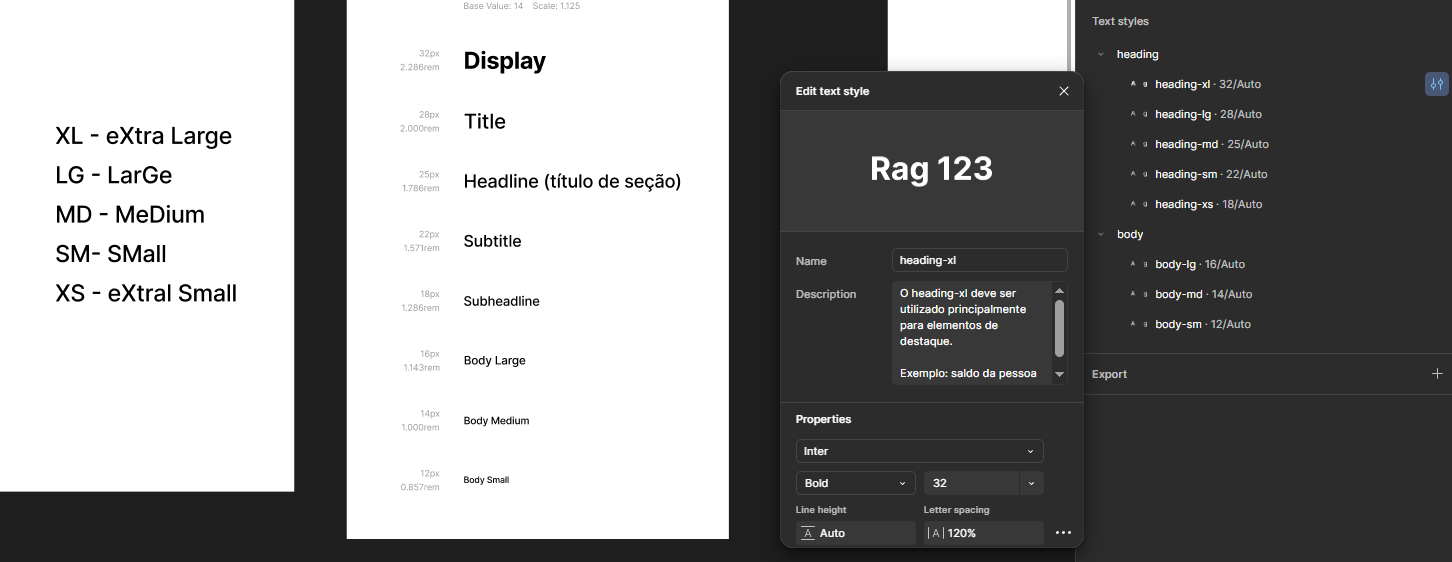 XL - eXtra Large
LG - LarGe
MD - MeDium
SM- SMall
XS - eXtral Small
Base Value: 14 Scale: 1.125
32px
2.286rem
Display
28px
2.000rem
Title
25px
1.786rem
Headline (título de seção)
22px
1.571rem
Subtitle
18px
1.286rem
Subheadline
16px
1.143rem
Body Large
14px
1.000rem
Body Medium
12px
0.857rem
Body Small
Edit text style
Rag 123
Name
heading-xl
Description
O heading-xl deve ser
utilizado principalmente
para elementos de
destaque.
Exemplo: saldo da pessoa
Properties
Inter
Bold
32
Line height
Letter spacing
A Auto
|A| 120%
Text styles
heading
A g heading-xl · 32/Auto
A g heading-lg · 28/Auto
A g heading-md · 25/Auto
A g heading-sm · 22/Auto
A g heading-xs · 18/Auto
body
A g body-lg · 16/Auto
A g body-md · 14/Auto
A g body-sm · 12/Auto
Export